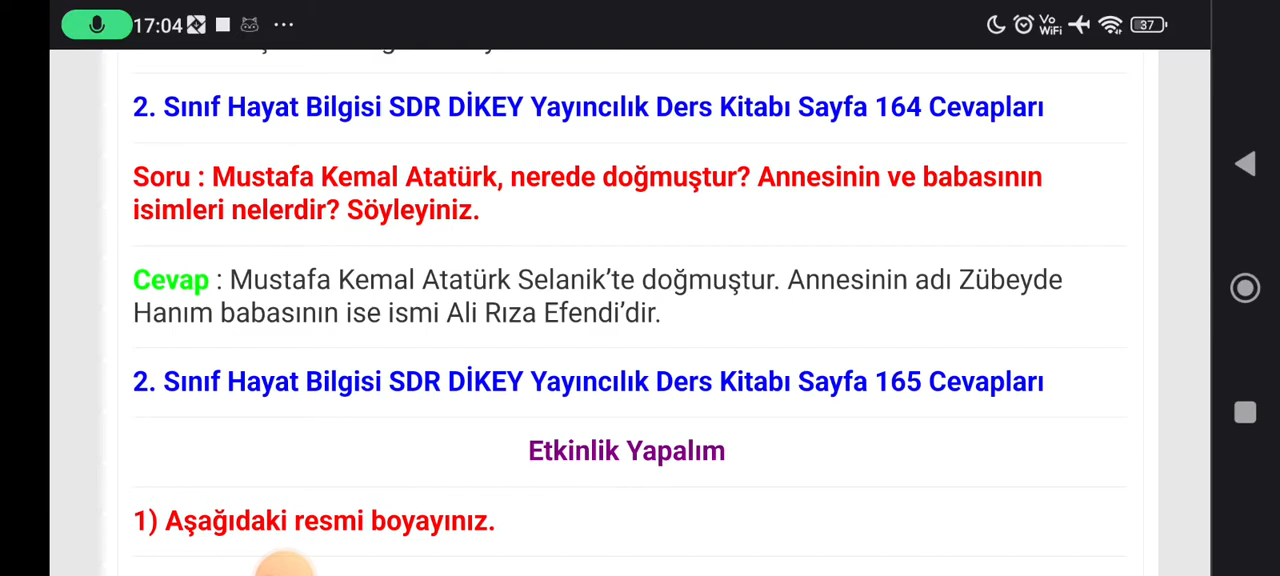 17:04
Vo
WiFi
37
2. Sınıf Hayat Bilgisi SDR DİKEY Yayıncılık Ders Kitabı Sayfa 164 Cevapları
Soru : Mustafa Kemal Atatürk, nerede doğmuştur? Annesinin ve babasının
isimleri nelerdir? Söyleyiniz.
Cevap : Mustafa Kemal Atatürk Selanik’te doğmuştur. Annesinin adı Zübeyde
Hanım babasının ise ismi Ali Rıza Efendi’dir.
2. Sınıf Hayat Bilgisi SDR DİKEY Yayıncılık Ders Kitabı Sayfa 165 Cevapları
Etkinlik Yapalım
1) Aşağıdaki resmi boyayınız.